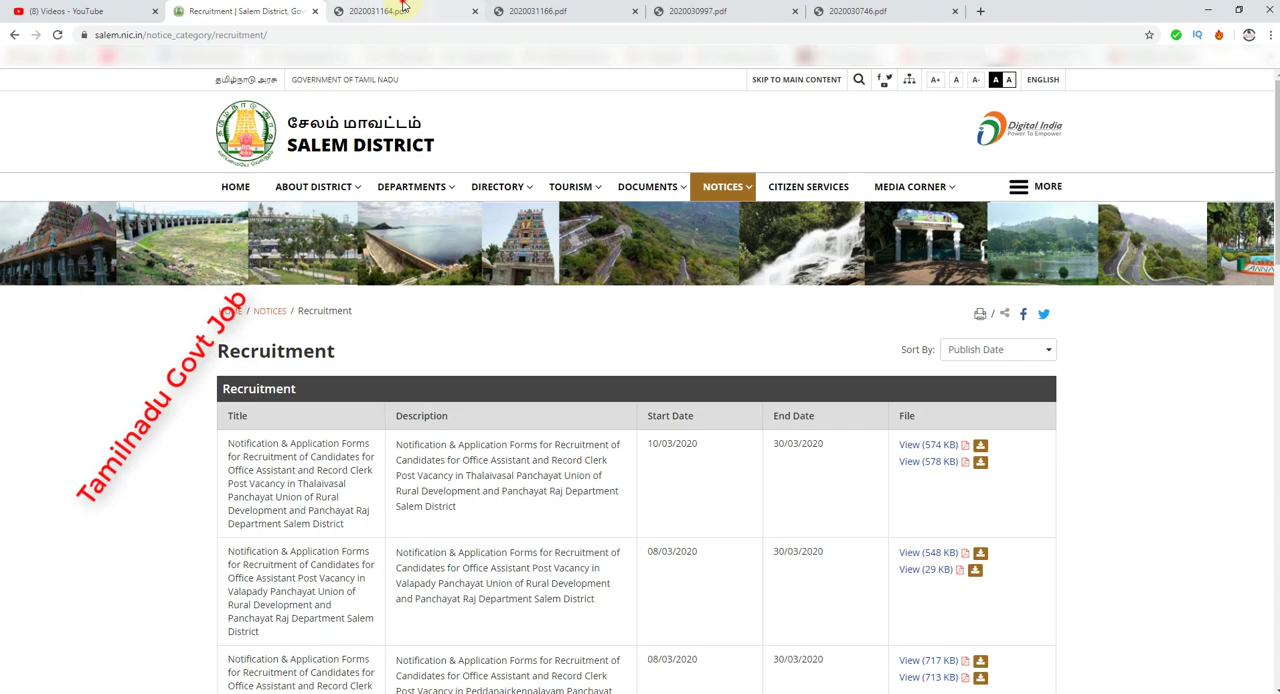 (8) Videos - YouTube
Recruitment | Salem District, Gov
2020031164.pdf
2020031166.pdf
2020030997.pdf
2020030746.pdf
salem.nic.in/notice_category/recruitment/
IQ
தமிழ்நாடு அரசு
GOVERNMENT OF TAMIL NADU
SKIP TO MAIN CONTENT
A+
A
A-
A A
ENGLISH
சேலம் மாவட்டம்
SALEM DISTRICT
Digital India
Power To Empower
HOME
ABOUT DISTRICT
DEPARTMENTS
DIRECTORY
TOURISM
DOCUMENTS
NOTICES
CITIZEN SERVICES
MEDIA CORNER
MORE
/ NOTICES / Recruitment
Tamilnadu Govt Job
Recruitment
Sort By:
Publish Date
Recruitment
Title
Description
Start Date
End Date
File
Notification & Application Forms
for Recruitment of Candidates for
Office Assistant and Record Clerk
Post Vacancy in Thalaivasal
Panchayat Union of Rural
Development and Panchayat Raj
Department Salem District
Notification & Application Forms for Recruitment of
Candidates for Office Assistant and Record Clerk
Post Vacancy in Thalaivasal Panchayat Union of
Rural Development and Panchayat Raj Department
Salem District
10/03/2020
30/03/2020
View (574 KB)
View (578 KB)
Notification & Application Forms
for Recruitment of Candidates for
Office Assistant Post Vacancy in
Valapady Panchayat Union of
Rural Development and
Panchayat Raj Department Salem
District
Notification & Application Forms for Recruitment of
Candidates for Office Assistant Post Vacancy in
Valapady Panchayat Union of Rural Development
and Panchayat Raj Department Salem District
08/03/2020
30/03/2020
View (548 KB)
View (29 KB)
Notification & Application Forms
for Recruitment of Candidates for
Office Assistant and Record Clerk
Notification & Application Forms for Recruitment of
Candidates for Office Assistant and Record Clerk
Post Vacancy in Peddanaickenpalayam Panchayat
08/03/2020
30/03/2020
View (717 KB)
View (713 KB)